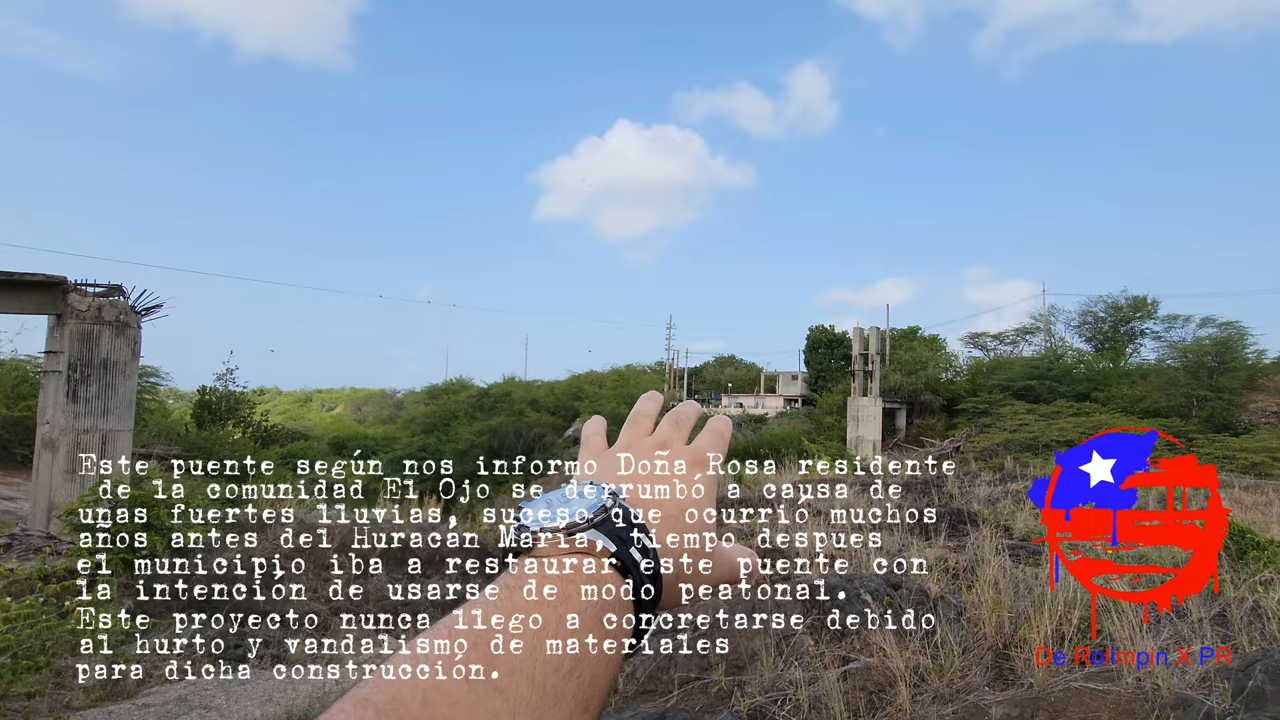 Este puente según nos informo Doña Rosa residente
de la comunidad El Ojo se derrumbó a causa de
unas fuertes lluvias, suceso que ocurrió muchos
años antes del Huracán María, tiempo despues
el municipio iba a restaurar este puente con
la intención de usarse de modo peatonal.
Este proyecto nunca llego a concretarse debido
al hurto y vandalismo de materiales
para dicha construcción.
De Rolmpin X PR